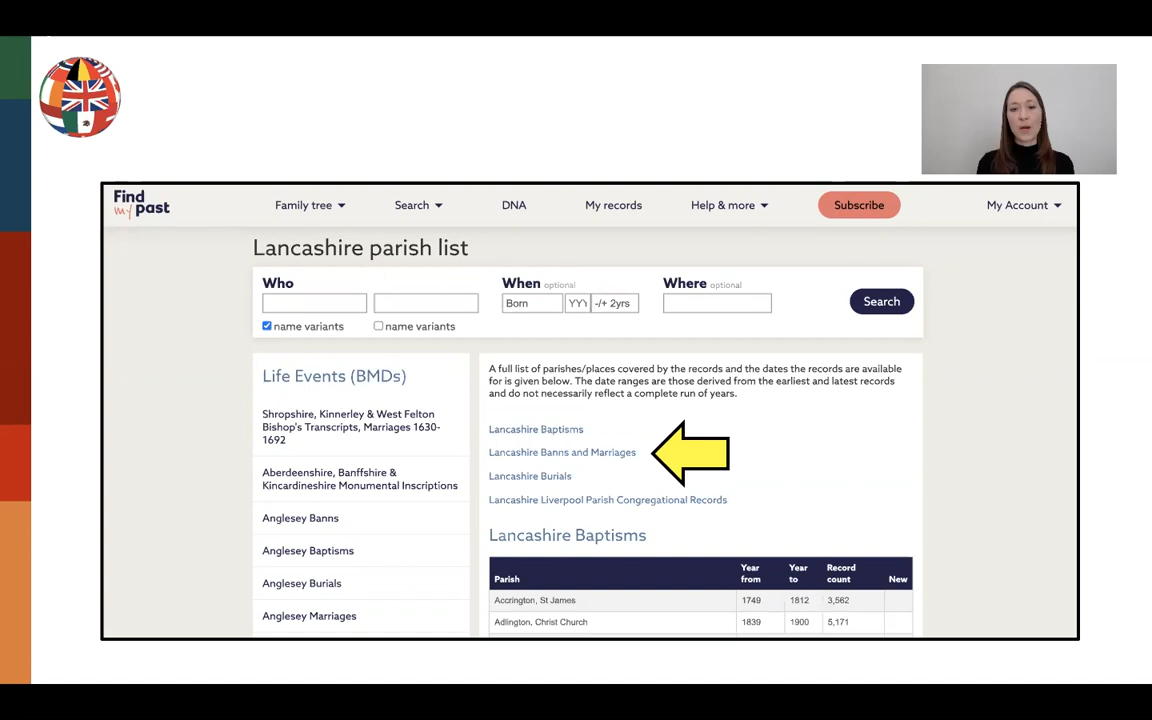 Find
my past
Family tree
Search
DNA
My records
Help & more
Subscribe
My Account
Lancashire parish list
Who
When optional
Where optional
Born
YYY
-/+ 2yrs
Search
name variants
name variants
Life Events (BMDs)
Shropshire, Kinnerley & West Felton
Bishop's Transcripts, Marriages 1630-
1692
Aberdeenshire, Banffshire &
Kincardineshire Monumental Inscriptions
Anglesey Banns
Anglesey Baptisms
Anglesey Burials
Anglesey Marriages
A full list of parishes/places covered by the records and the dates the records are available
for is given below. The date ranges are those derived from the earliest and latest records
and do not necessarily reflect a complete run of years.
Lancashire Baptisms
Lancashire Banns and Marriages
Lancashire Burials
Lancashire Liverpool Parish Congregational Records
Lancashire Baptisms
Parish Year from Year to Record count New
Accrington, St James 1749 1812 3,562
Adlington, Christ Church 1839 1900 5,171